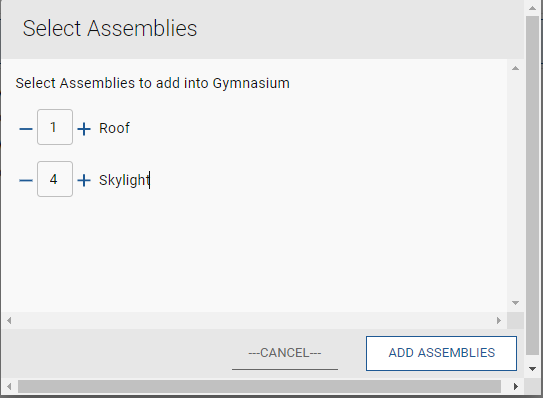 Select Assemblies
Select Assemblies to add into Gymnasium
− 1 + Roof
− 4 + Skylight
---CANCEL---
ADD ASSEMBLIES